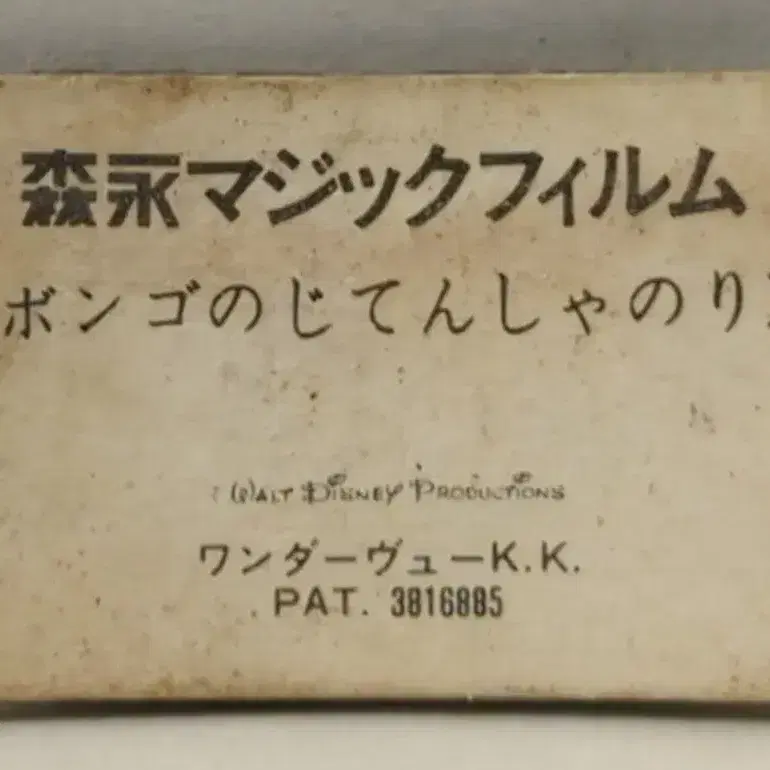 森永マジックフィルム
ボンゴのじてんしゃのり
WALT DISNEY PRODUCTIONS
ワンダーヴューK.K.
PAT. 3816885